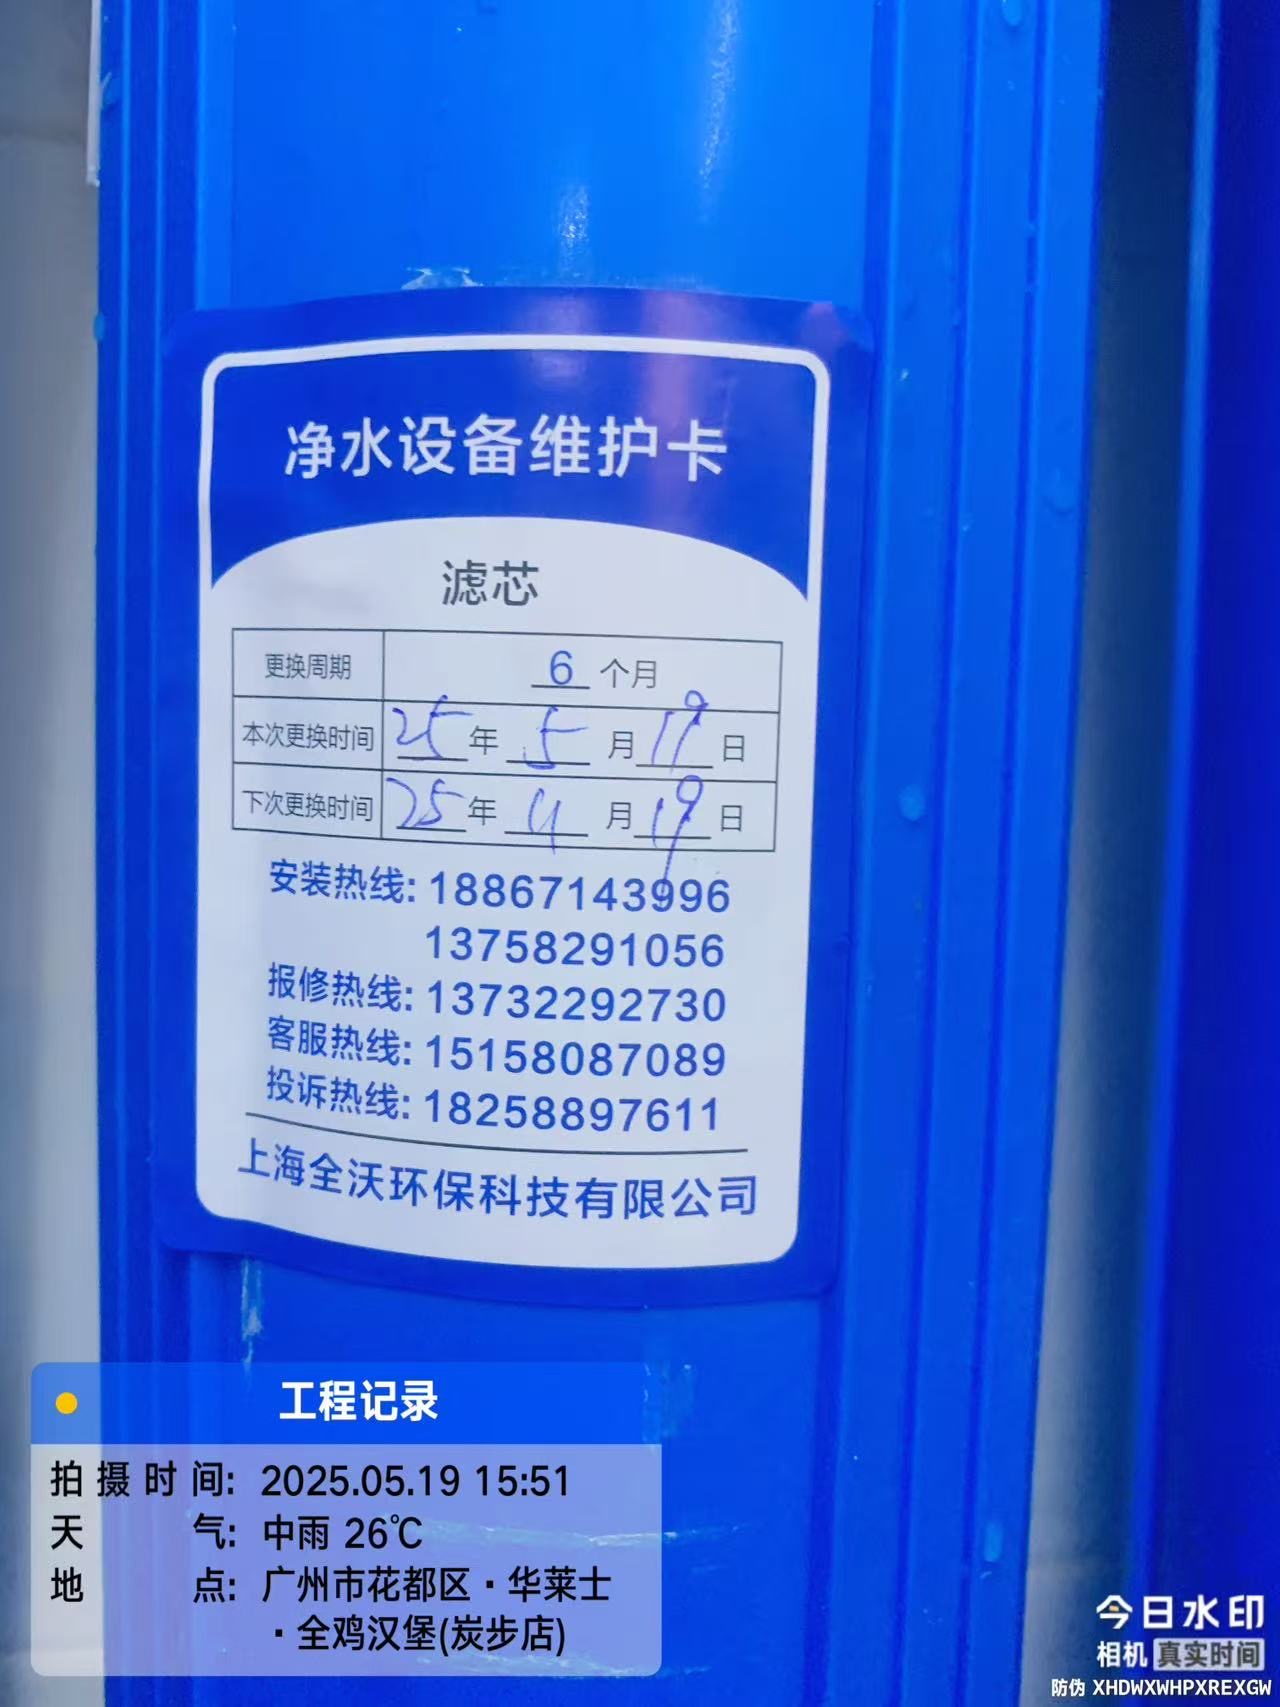 净水设备维护卡
滤芯
更换周期 6 个月
本次更换时间 25 年 5 月 19 日
下次更换时间 25 年 11 月 19 日
安装热线: 18867143996
13758291056
报修热线: 13732292730
客服热线: 15158087089
投诉热线: 18258897611
上海全沃环保科技有限公司
工程记录
拍摄时间: 2025.05.19 15:51
天气: 中雨 26℃
地点: 广州市花都区·华莱士
·全鸡汉堡(炭步店)
今日水印
相机 真实时间
防伪 XHDWXWHPXREXGW